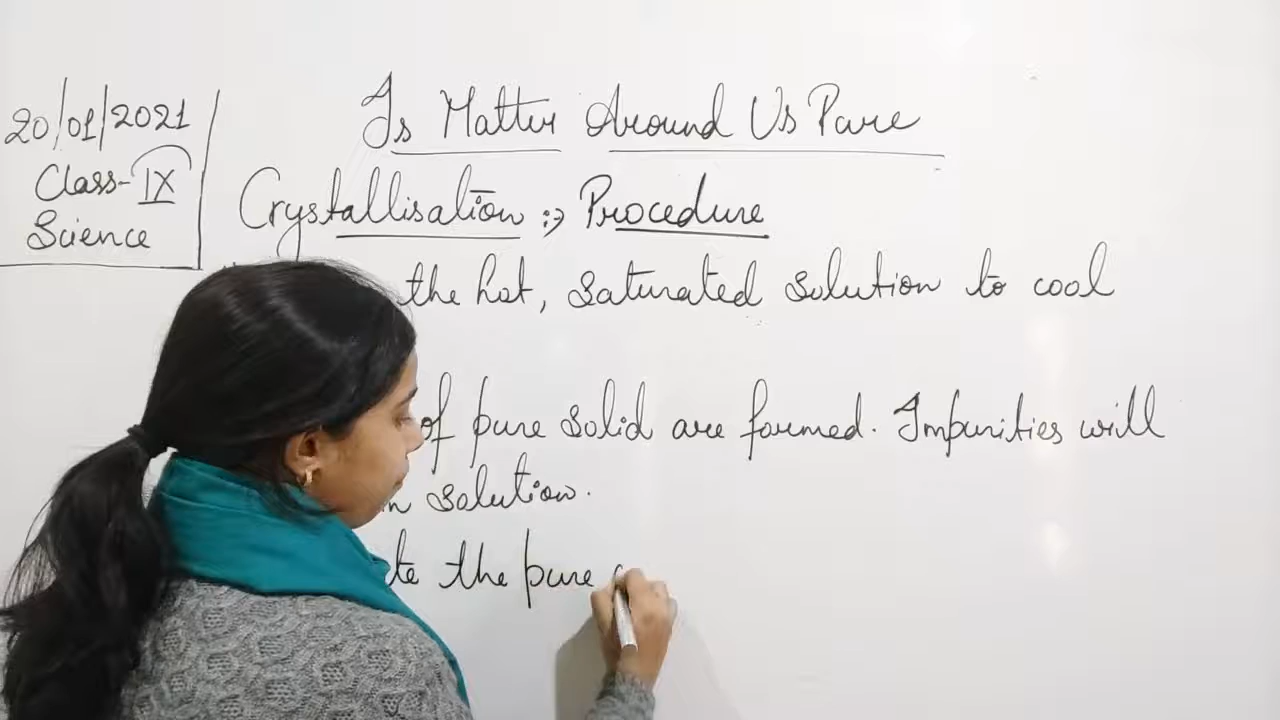 20/01/2021
Class-IX
Science
Is Matter Around Us Pure
Crystallisation :-> Procedure
the hot, saturated solution to cool
of pure solid are formed. Impurities will
solution.
the pure